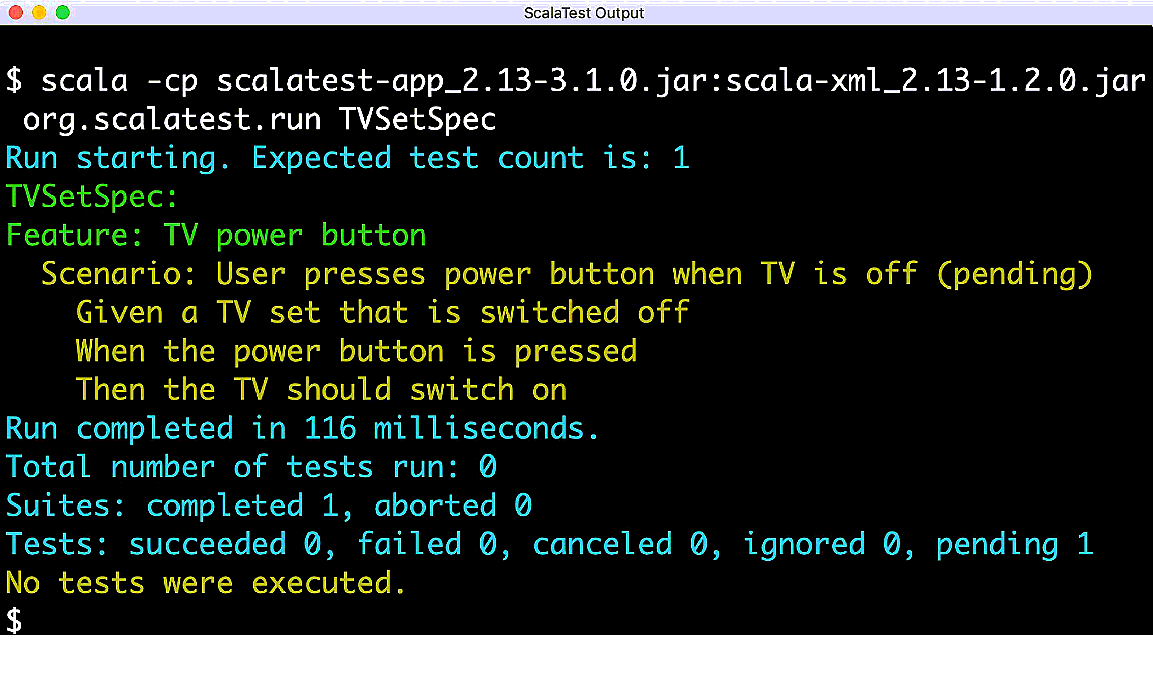 ScalaTest Output
$ scala -cp scalatest-app_2.13-3.1.0.jar:scala-xml_2.13-1.2.0.jar
org.scalatest.run TVSetSpec
Run starting. Expected test count is: 1
TVSetSpec:
Feature: TV power button
Scenario: User presses power button when TV is off (pending)
Given a TV set that is switched off
When the power button is pressed
Then the TV should switch on
Run completed in 116 milliseconds.
Total number of tests run: 0
Suites: completed 1, aborted 0
Tests: succeeded 0, failed 0, canceled 0, ignored 0, pending 1
No tests were executed.
$